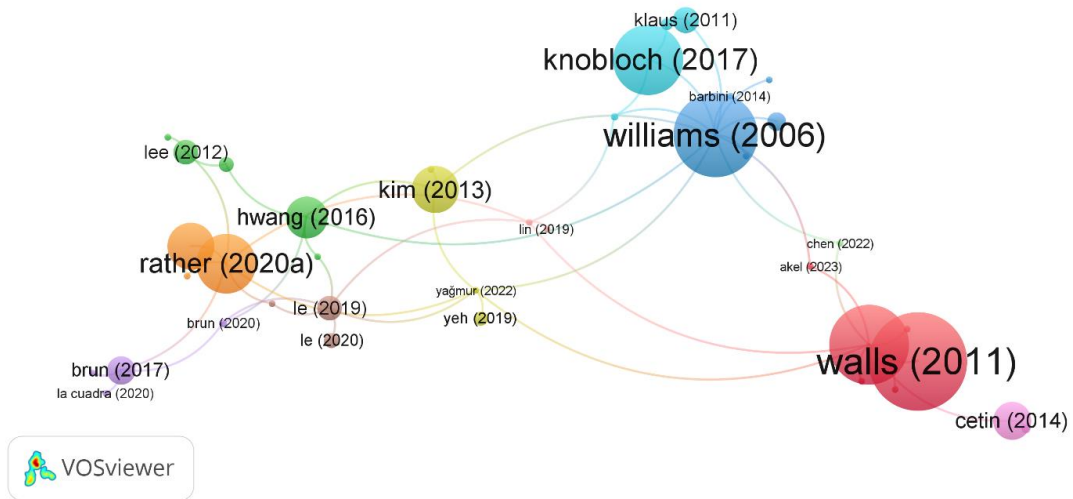 klaus (2011)
knobloch (2017)
barbini (2014)
williams (2006)
lee (2012)
kim (2013)
hwang (2016)
lin (2019)
chen (2022)
rather (2020a)
akel (2023)
yağmur (2022)
le (2019)
yeh (2019)
brun (2020)
le (2020)
walls (2011)
brun (2017)
la cuadra (2020)
cetin (2014)
VOSviewer